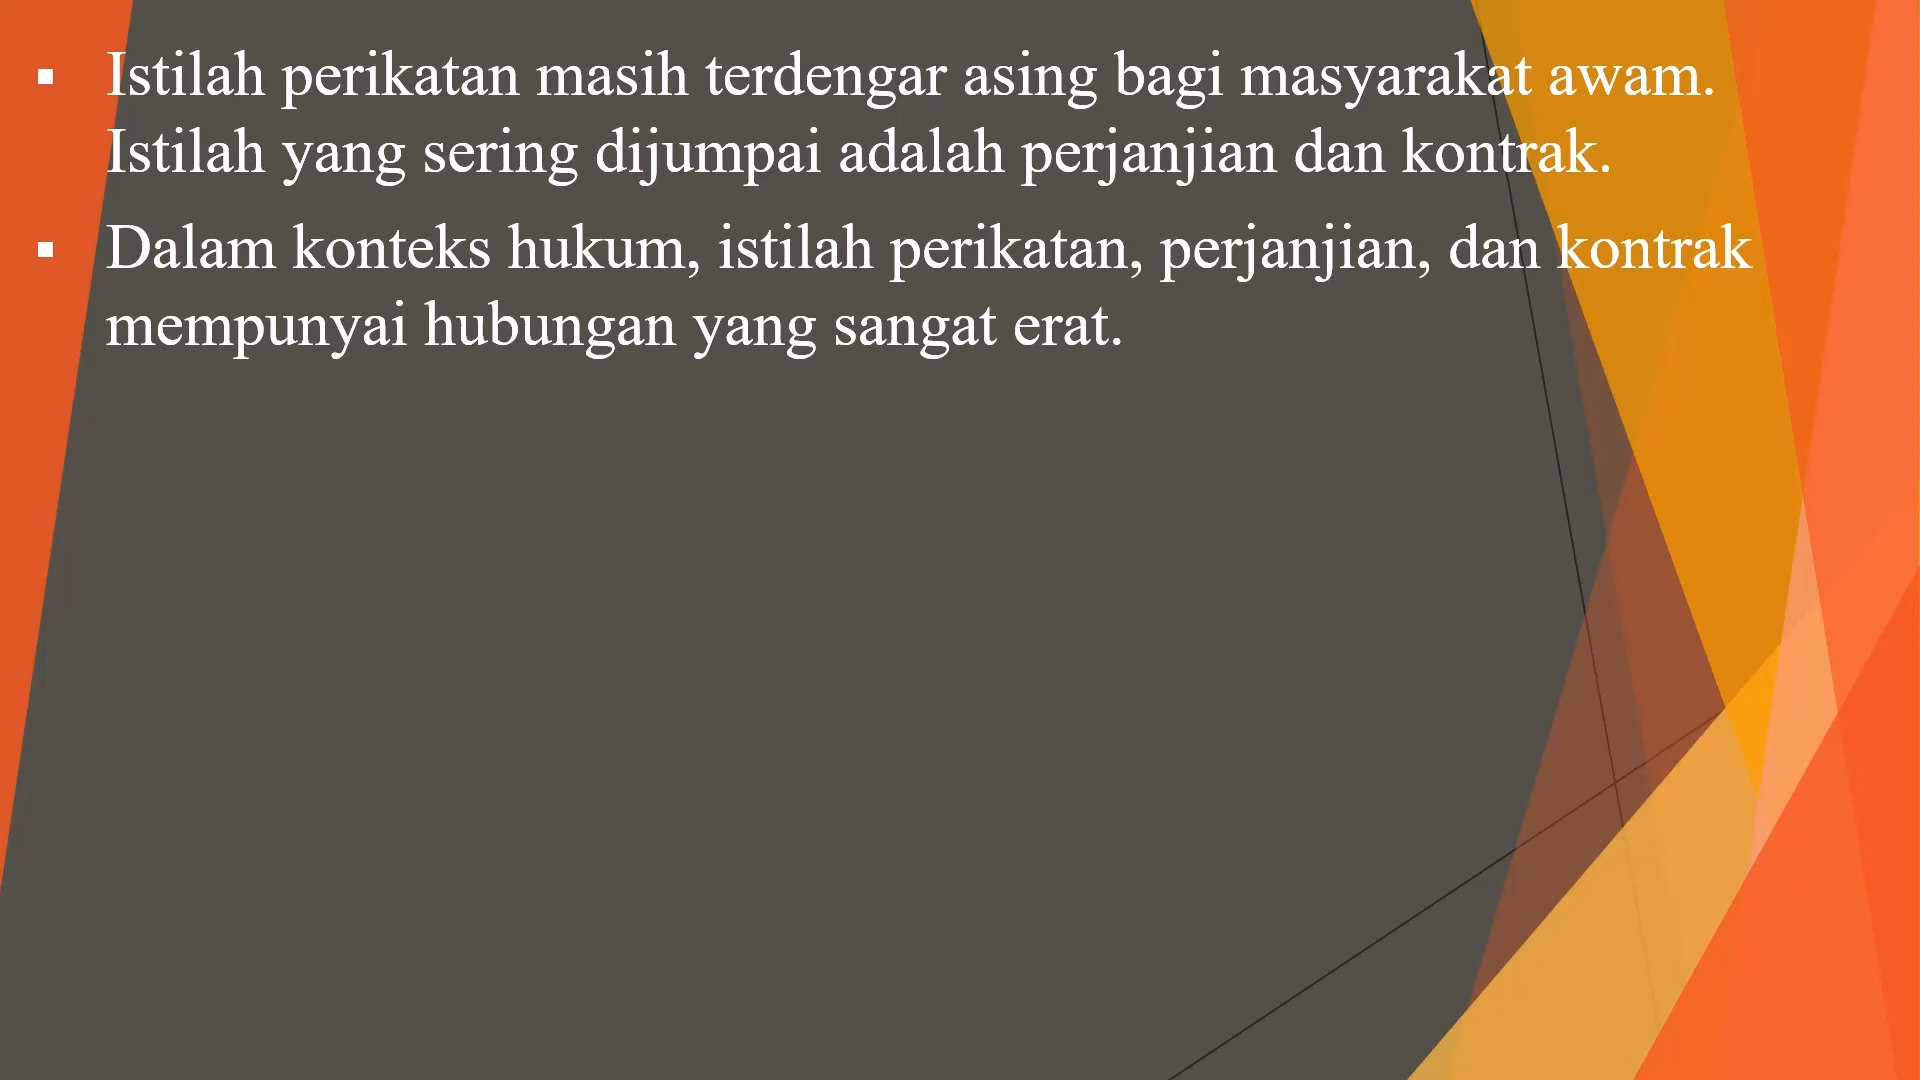 ▪ Istilah perikatan masih terdengar asing bagi masyarakat awam.
Istilah yang sering dijumpai adalah perjanjian dan kontrak.
▪ Dalam konteks hukum, istilah perikatan, perjanjian, dan kontrak
mempunyai hubungan yang sangat erat.